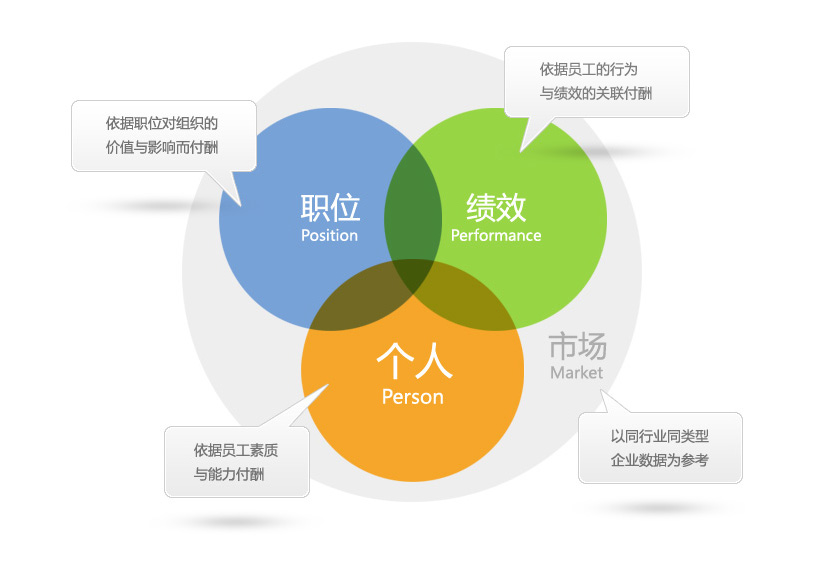 依据员工的行为
与绩效的关联付酬
依据职位对组织的
价值与影响而付酬
职位
Position
绩效
Performance
个人
Person
市场
Market
依据员工素质
与能力付酬
以同行业同类型
企业数据为参考